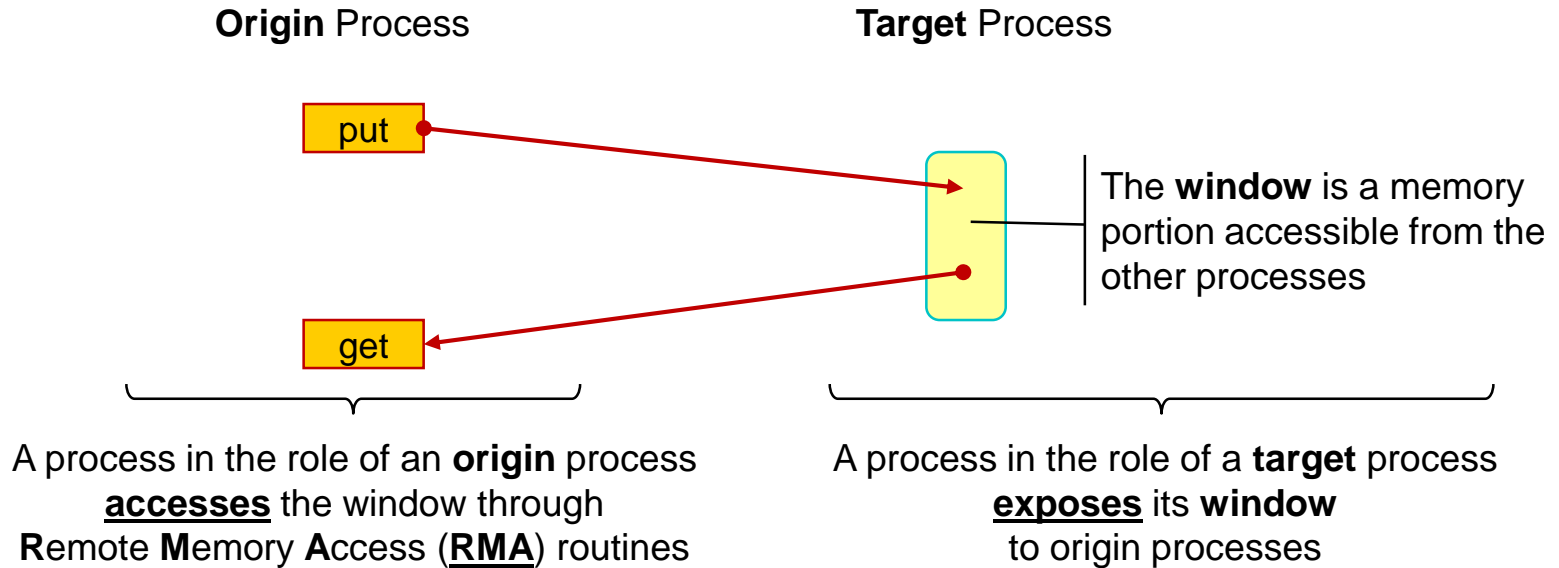 Origin Process
Target Process
put
The window is a memory
portion accessible from the
other processes
get
A process in the role of an origin process
accesses the window through
Remote Memory Access (RMA) routines
A process in the role of a target process
exposes its window
to origin processes